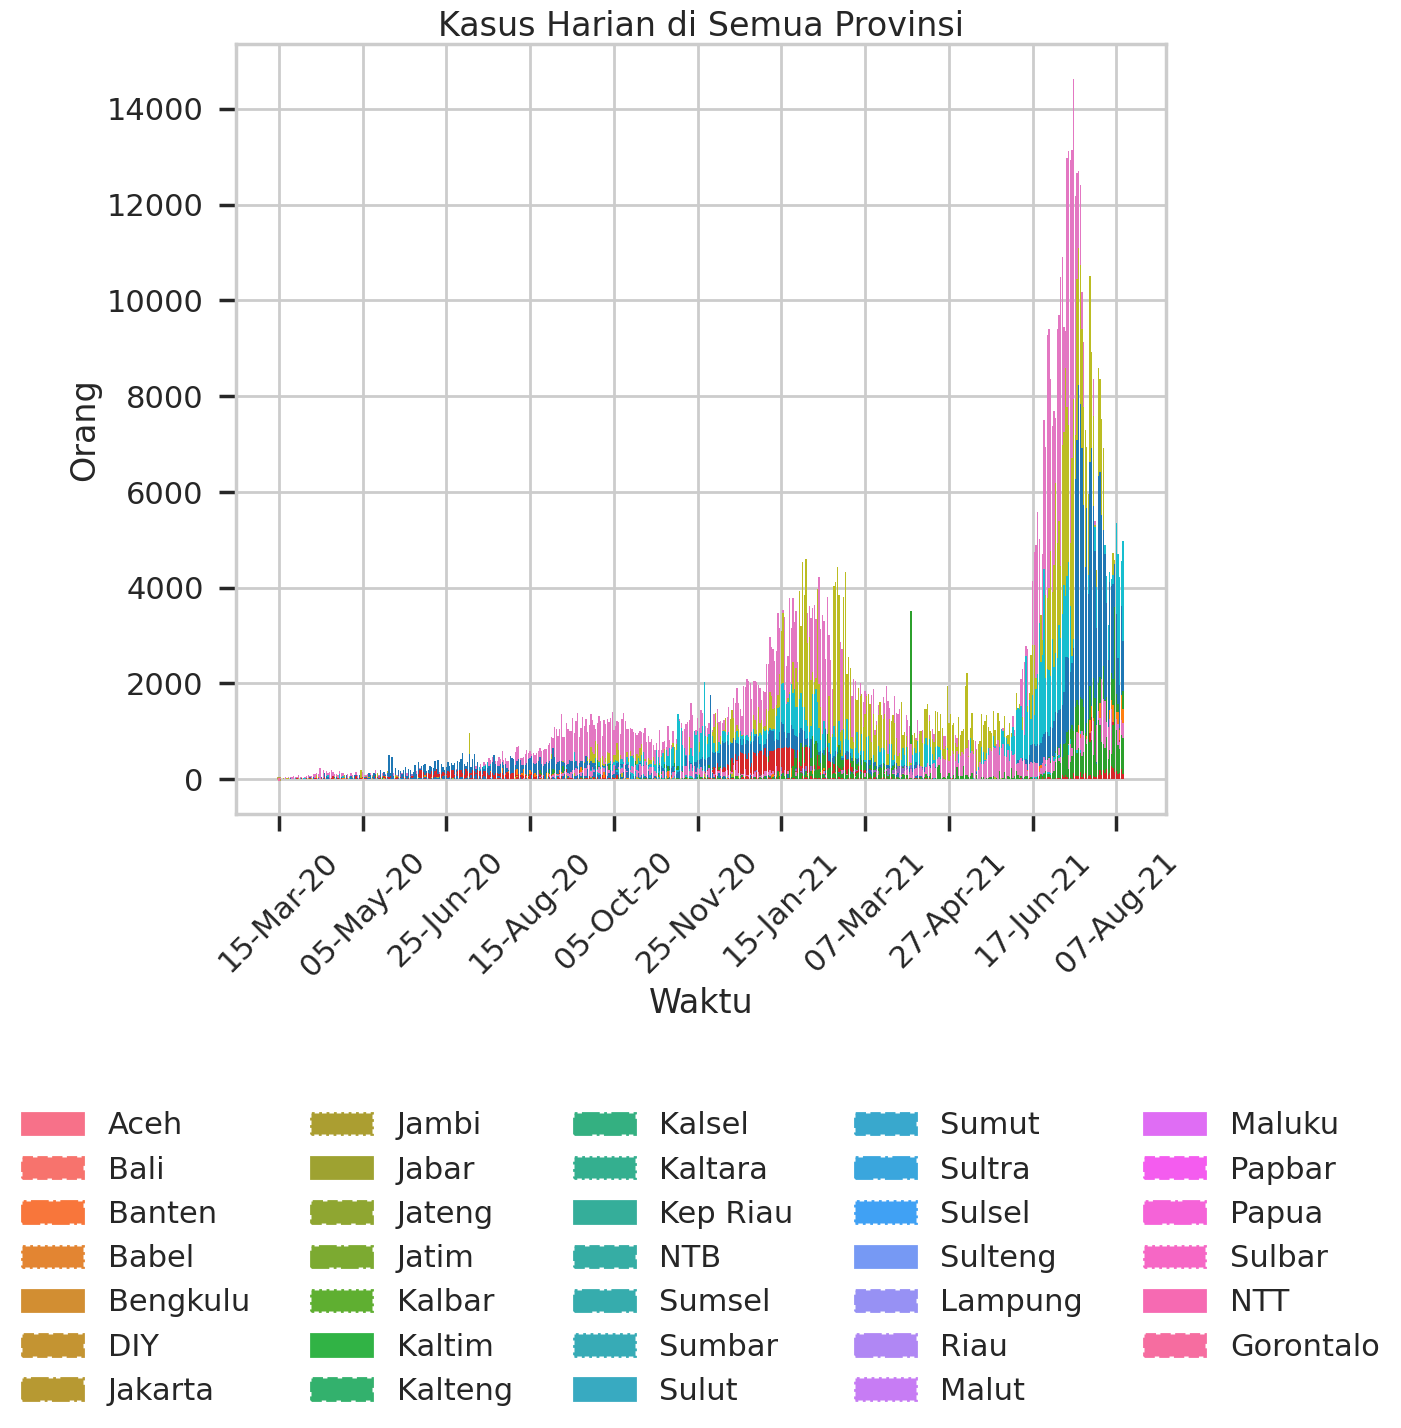 Kasus Harian di Semua Provinsi
14000
12000
10000
8000
6000
4000
2000
0
Orang
15-Mar-20
05-May-20
25-Jun-20
15-Aug-20
05-Oct-20
25-Nov-20
15-Jan-21
07-Mar-21
27-Apr-21
17-Jun-21
07-Aug-21
Waktu
Aceh
Bali
Banten
Babel
Bengkulu
DIY
Jakarta
Jambi
Jabar
Jateng
Jatim
Kalbar
Kaltim
Kalteng
Kalsel
Kaltara
Kep Riau
NTB
Sumsel
Sumbar
Sulut
Sumut
Sultra
Sulsel
Sulteng
Lampung
Riau
Malut
Maluku
Papbar
Papua
Sulbar
NTT
Gorontalo